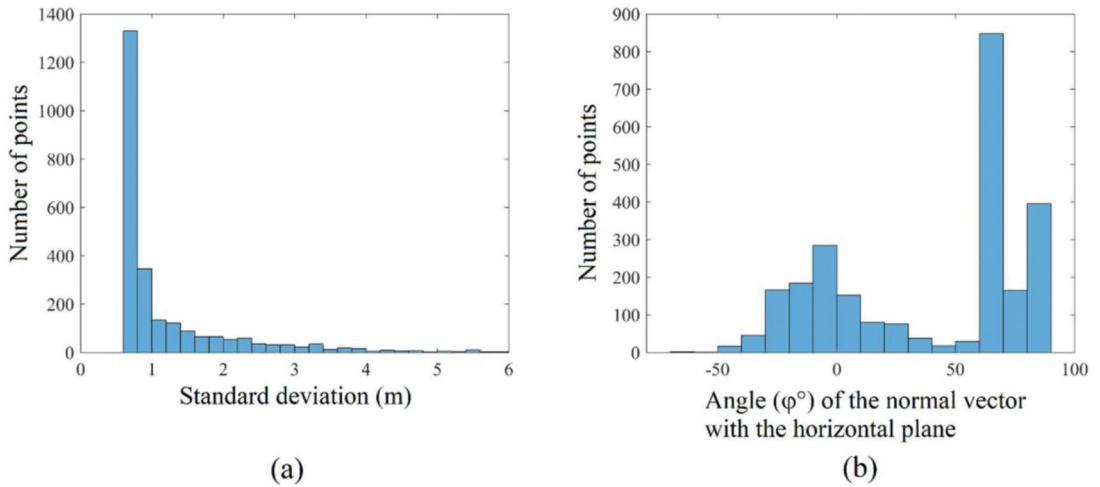 1400
1200
1000
800
600
400
200
0
Number of points
0 1 2 3 4 5 6
Standard deviation (m)
(a)
900
800
700
600
500
400
300
200
100
0
Number of points
-50 0 50 100
Angle (φ°) of the normal vector
with the horizontal plane
(b)